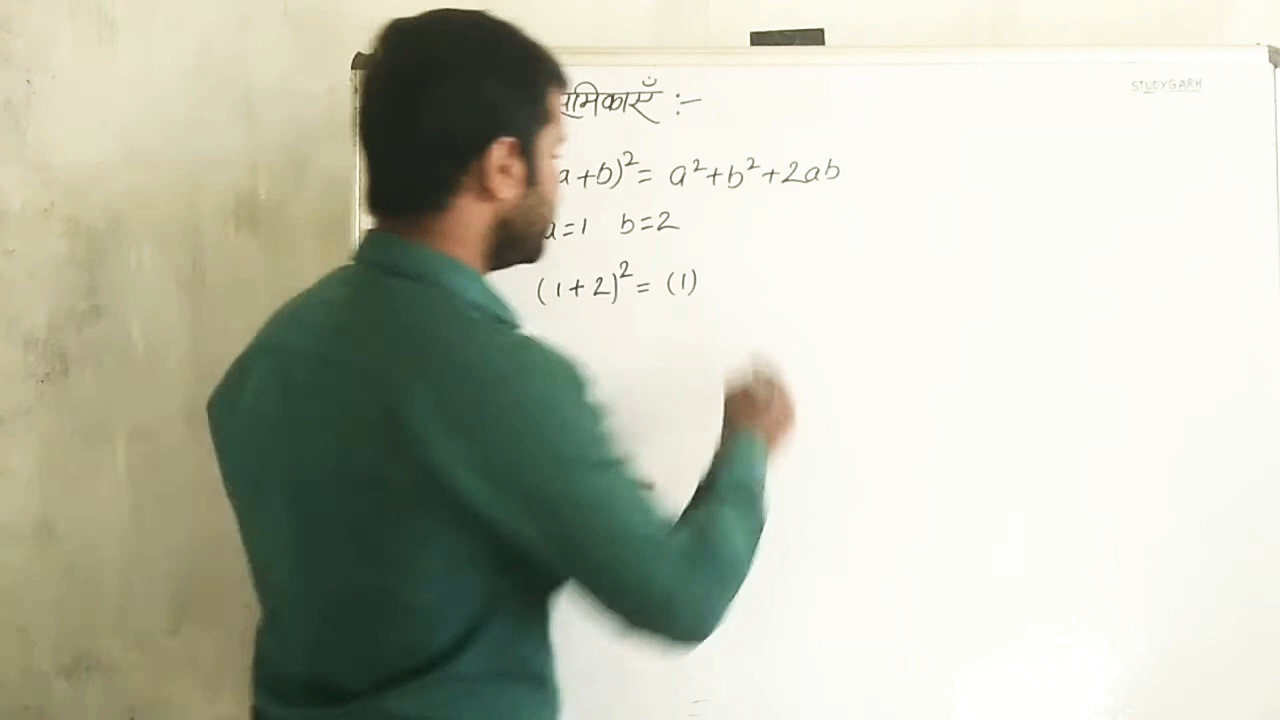 STUDYGARH
:-
a+b)² = a²+b²+2ab
a=1 b=2
(1+2)² = (1)